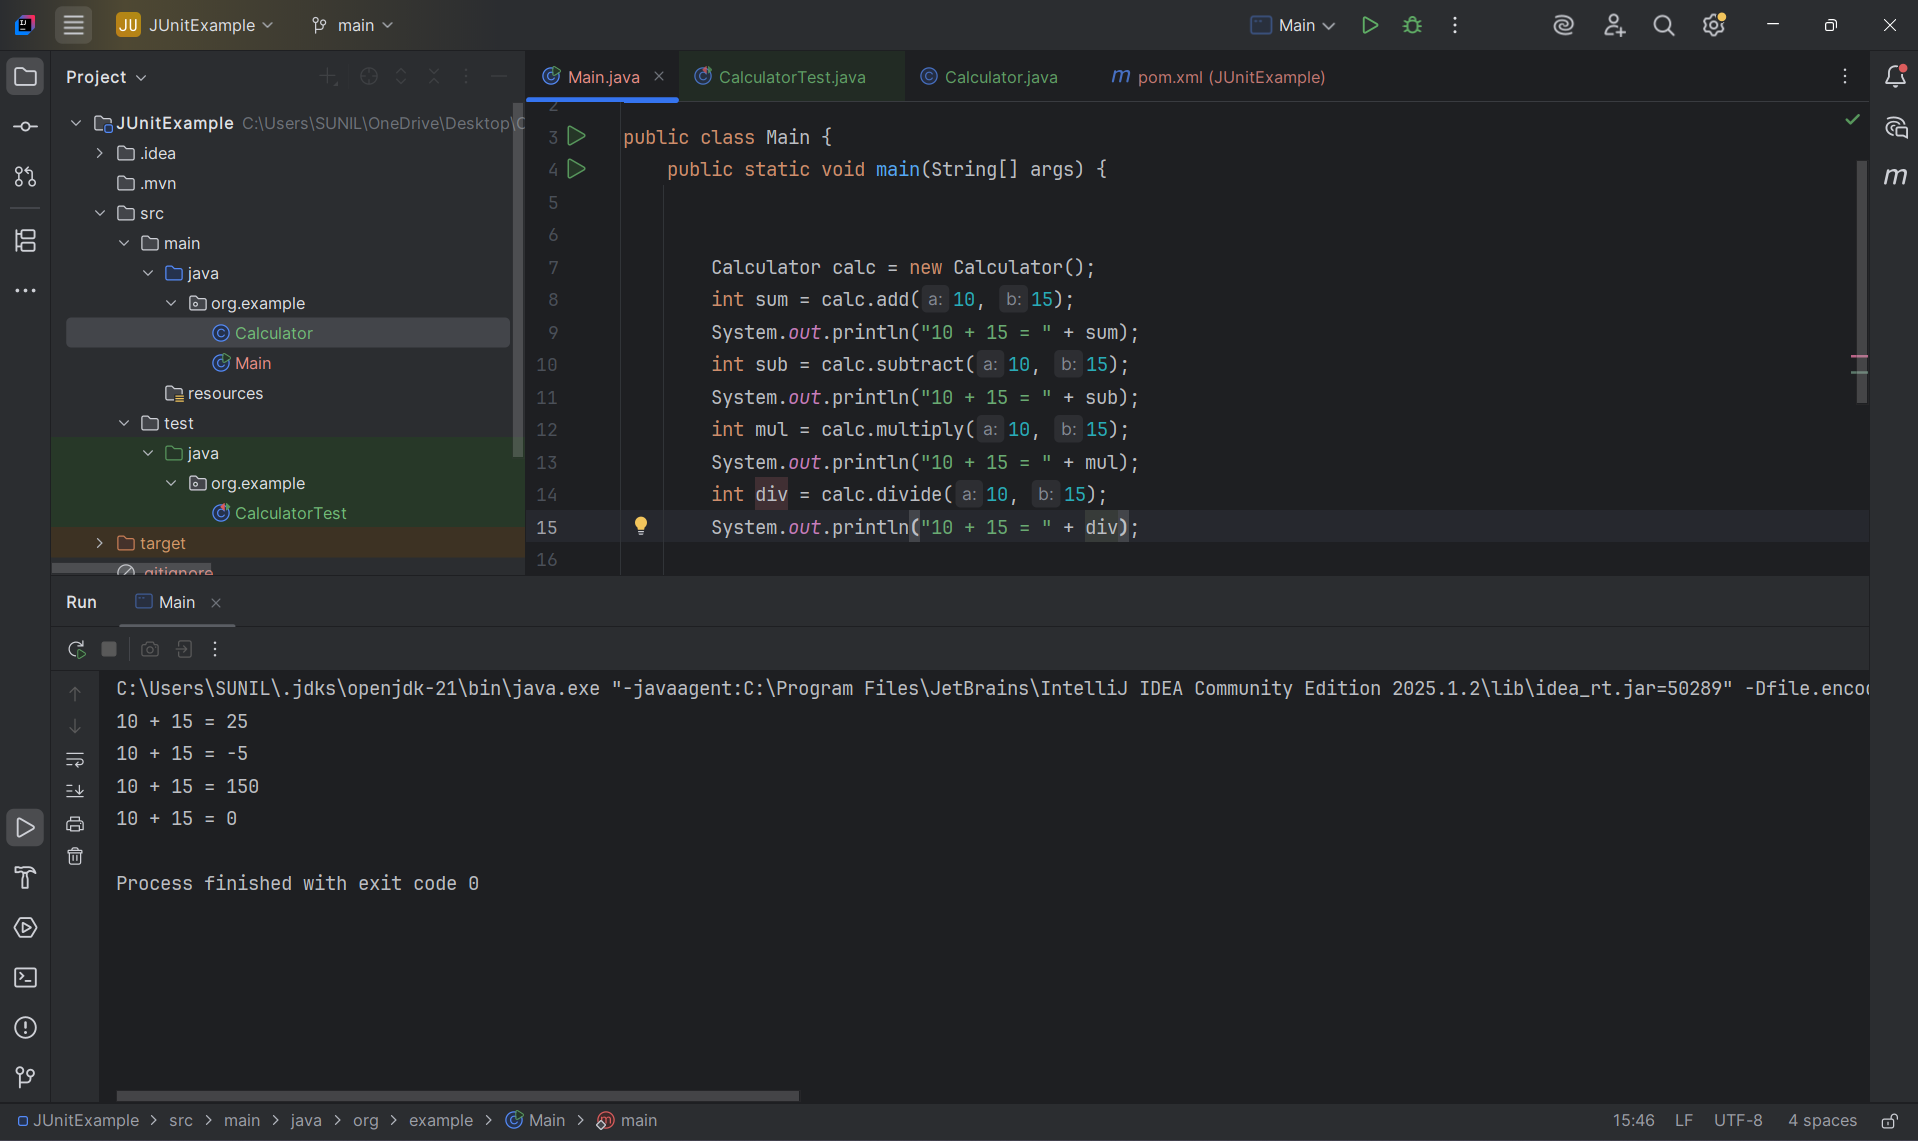 JU JUnitExample main Main
Project
JUnitExample C:\Users\SUNIL\OneDrive\Desktop\
.idea
.mvn
src
main
java
org.example
Calculator
Main
resources
test
java
org.example
CalculatorTest
target
.gitignore
Main.java CalculatorTest.java Calculator.java m pom.xml (JUnitExample)
2
3 public class Main {
4 public static void main(String[] args) {
5
6
7 Calculator calc = new Calculator();
8 int sum = calc.add( a: 10, b: 15);
9 System.out.println("10 + 15 = " + sum);
10 int sub = calc.subtract( a: 10, b: 15);
11 System.out.println("10 + 15 = " + sub);
12 int mul = calc.multiply( a: 10, b: 15);
13 System.out.println("10 + 15 = " + mul);
14 int div = calc.divide( a: 10, b: 15);
15 System.out.println("10 + 15 = " + div);
16
m
Run Main
C:\Users\SUNIL\.jdks\openjdk-21\bin\java.exe "-javaagent:C:\Program Files\JetBrains\IntelliJ IDEA Community Edition 2025.1.2\lib\idea_rt.jar=50289" -Dfile.enco
10 + 15 = 25
10 + 15 = -5
10 + 15 = 150
10 + 15 = 0
Process finished with exit code 0
JUnitExample > src > main > java > org > example > Main > main 15:46 LF UTF-8 4 spaces